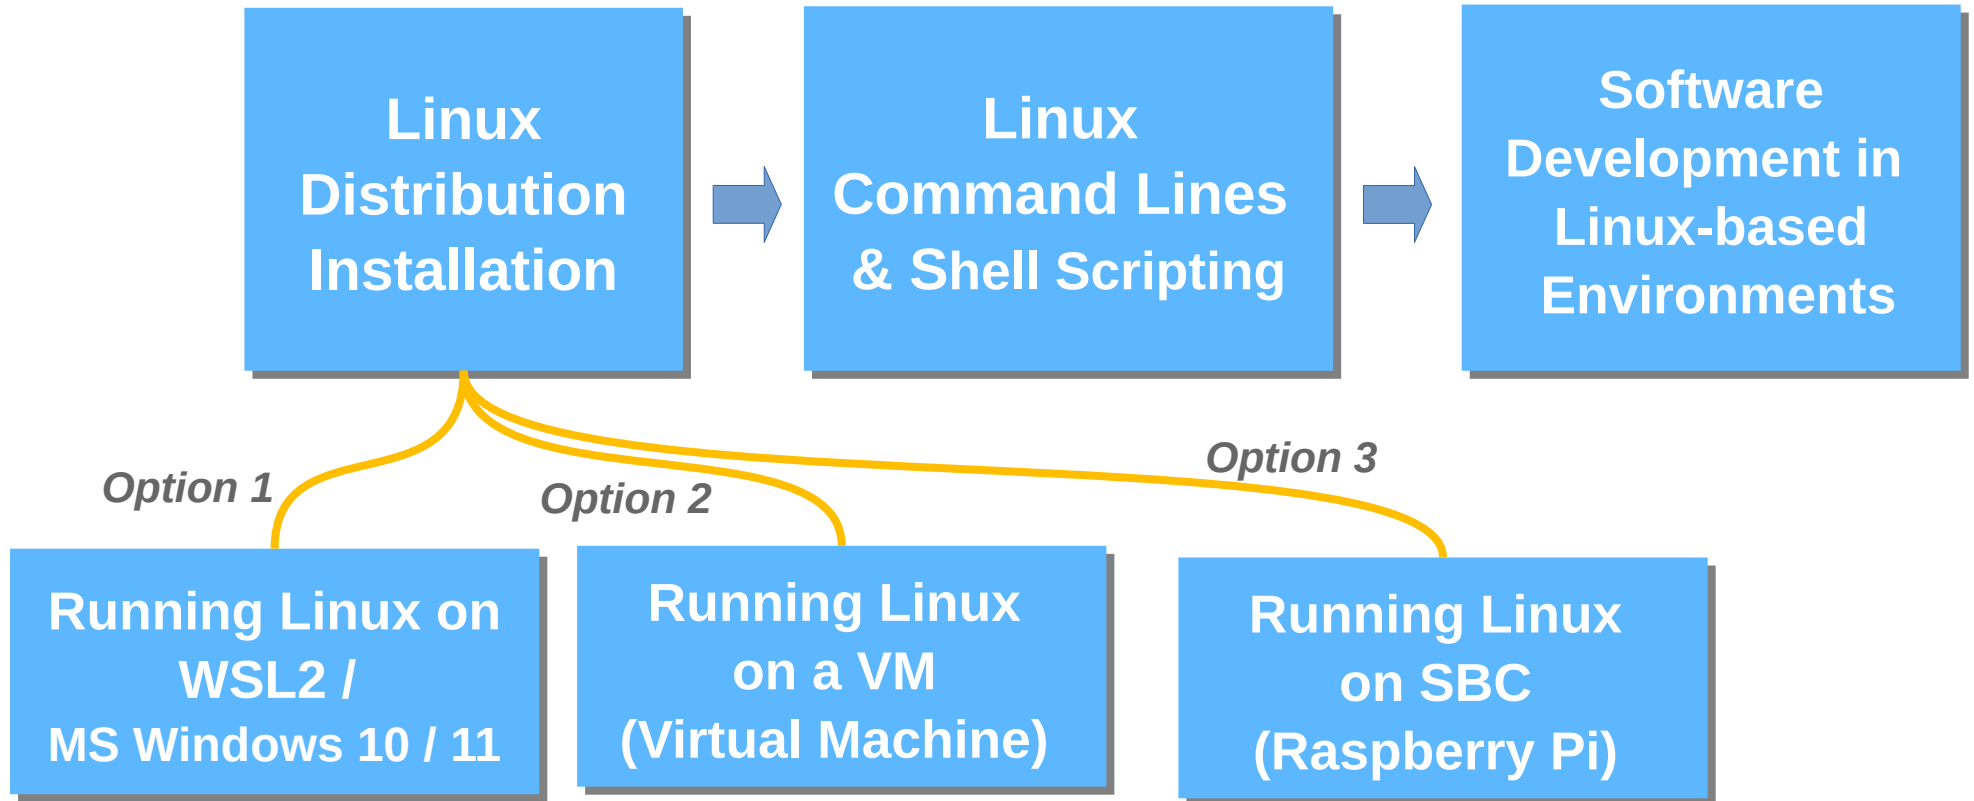 Linux
Distribution
Installation
Linux
Command Lines
& Shell Scripting
Software
Development in
Linux-based
Environments
Option 1
Option 2
Option 3
Running Linux on
WSL2 /
MS Windows 10 / 11
Running Linux
on a VM
(Virtual Machine)
Running Linux
on SBC
(Raspberry Pi)